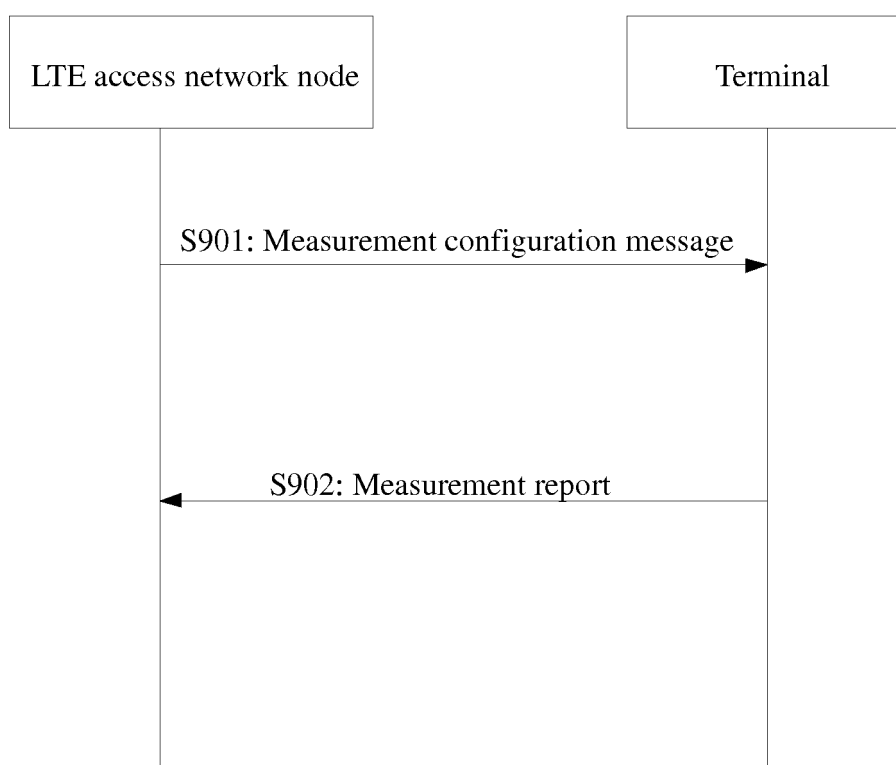 LTE access network node
Terminal
S901: Measurement configuration message
S902: Measurement report